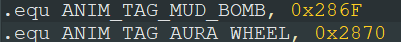 .equ ANIM_TAG_MUD_BOMB, 0x286F
.equ ANIM_TAG_AURA_WHEEL, 0x2870